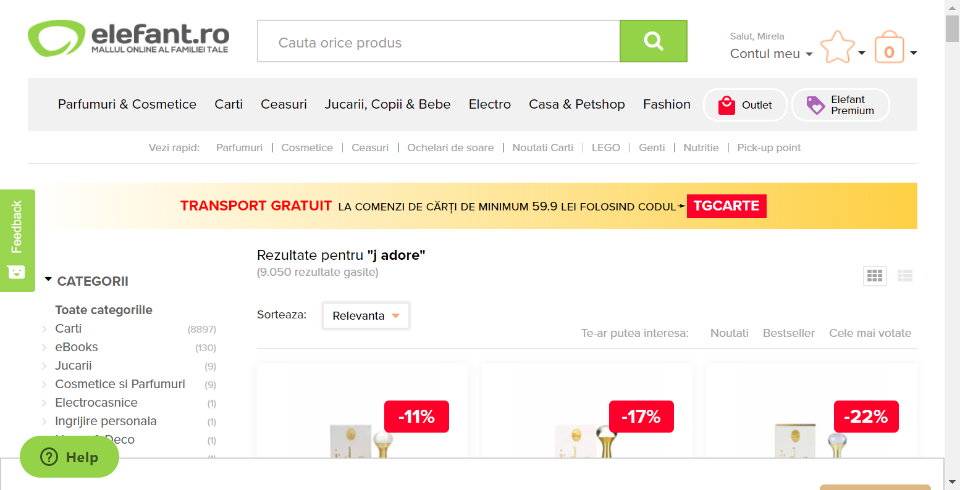 elefant.ro
MALLUL ONLINE AL FAMILIEI TALE
Cauta orice produs
Salut, Mirela
Contul meu
0
Parfumuri & Cosmetice
Carti
Ceasuri
Jucarii, Copii & Bebe
Electro
Casa & Petshop
Fashion
Outlet
Elefant Premium
Vezi rapid:
Parfumuri
Cosmetice
Ceasuri
Ochelari de soare
Noutati Carti
LEGO
Genti
Nutritie
Pick-up point
TRANSPORT GRATUIT LA COMENZI DE CĂRȚI DE MINIMUM 59.9 LEI FOLOSIND CODUL TGCARTE
Feedback
Rezultate pentru "j adore"
(9.050 rezultate gasite)
CATEGORII
Toate categoriile
Carti (8897)
eBooks (130)
Jucarii (9)
Cosmetice si Parfumuri (9)
Electrocasnice (1)
Ingrijire personala (1)
Deco (1)
Sorteaza:
Relevanta
Te-ar putea interesa:
Noutati
Bestseller
Cele mai votate
-11%
-17%
-22%
Help